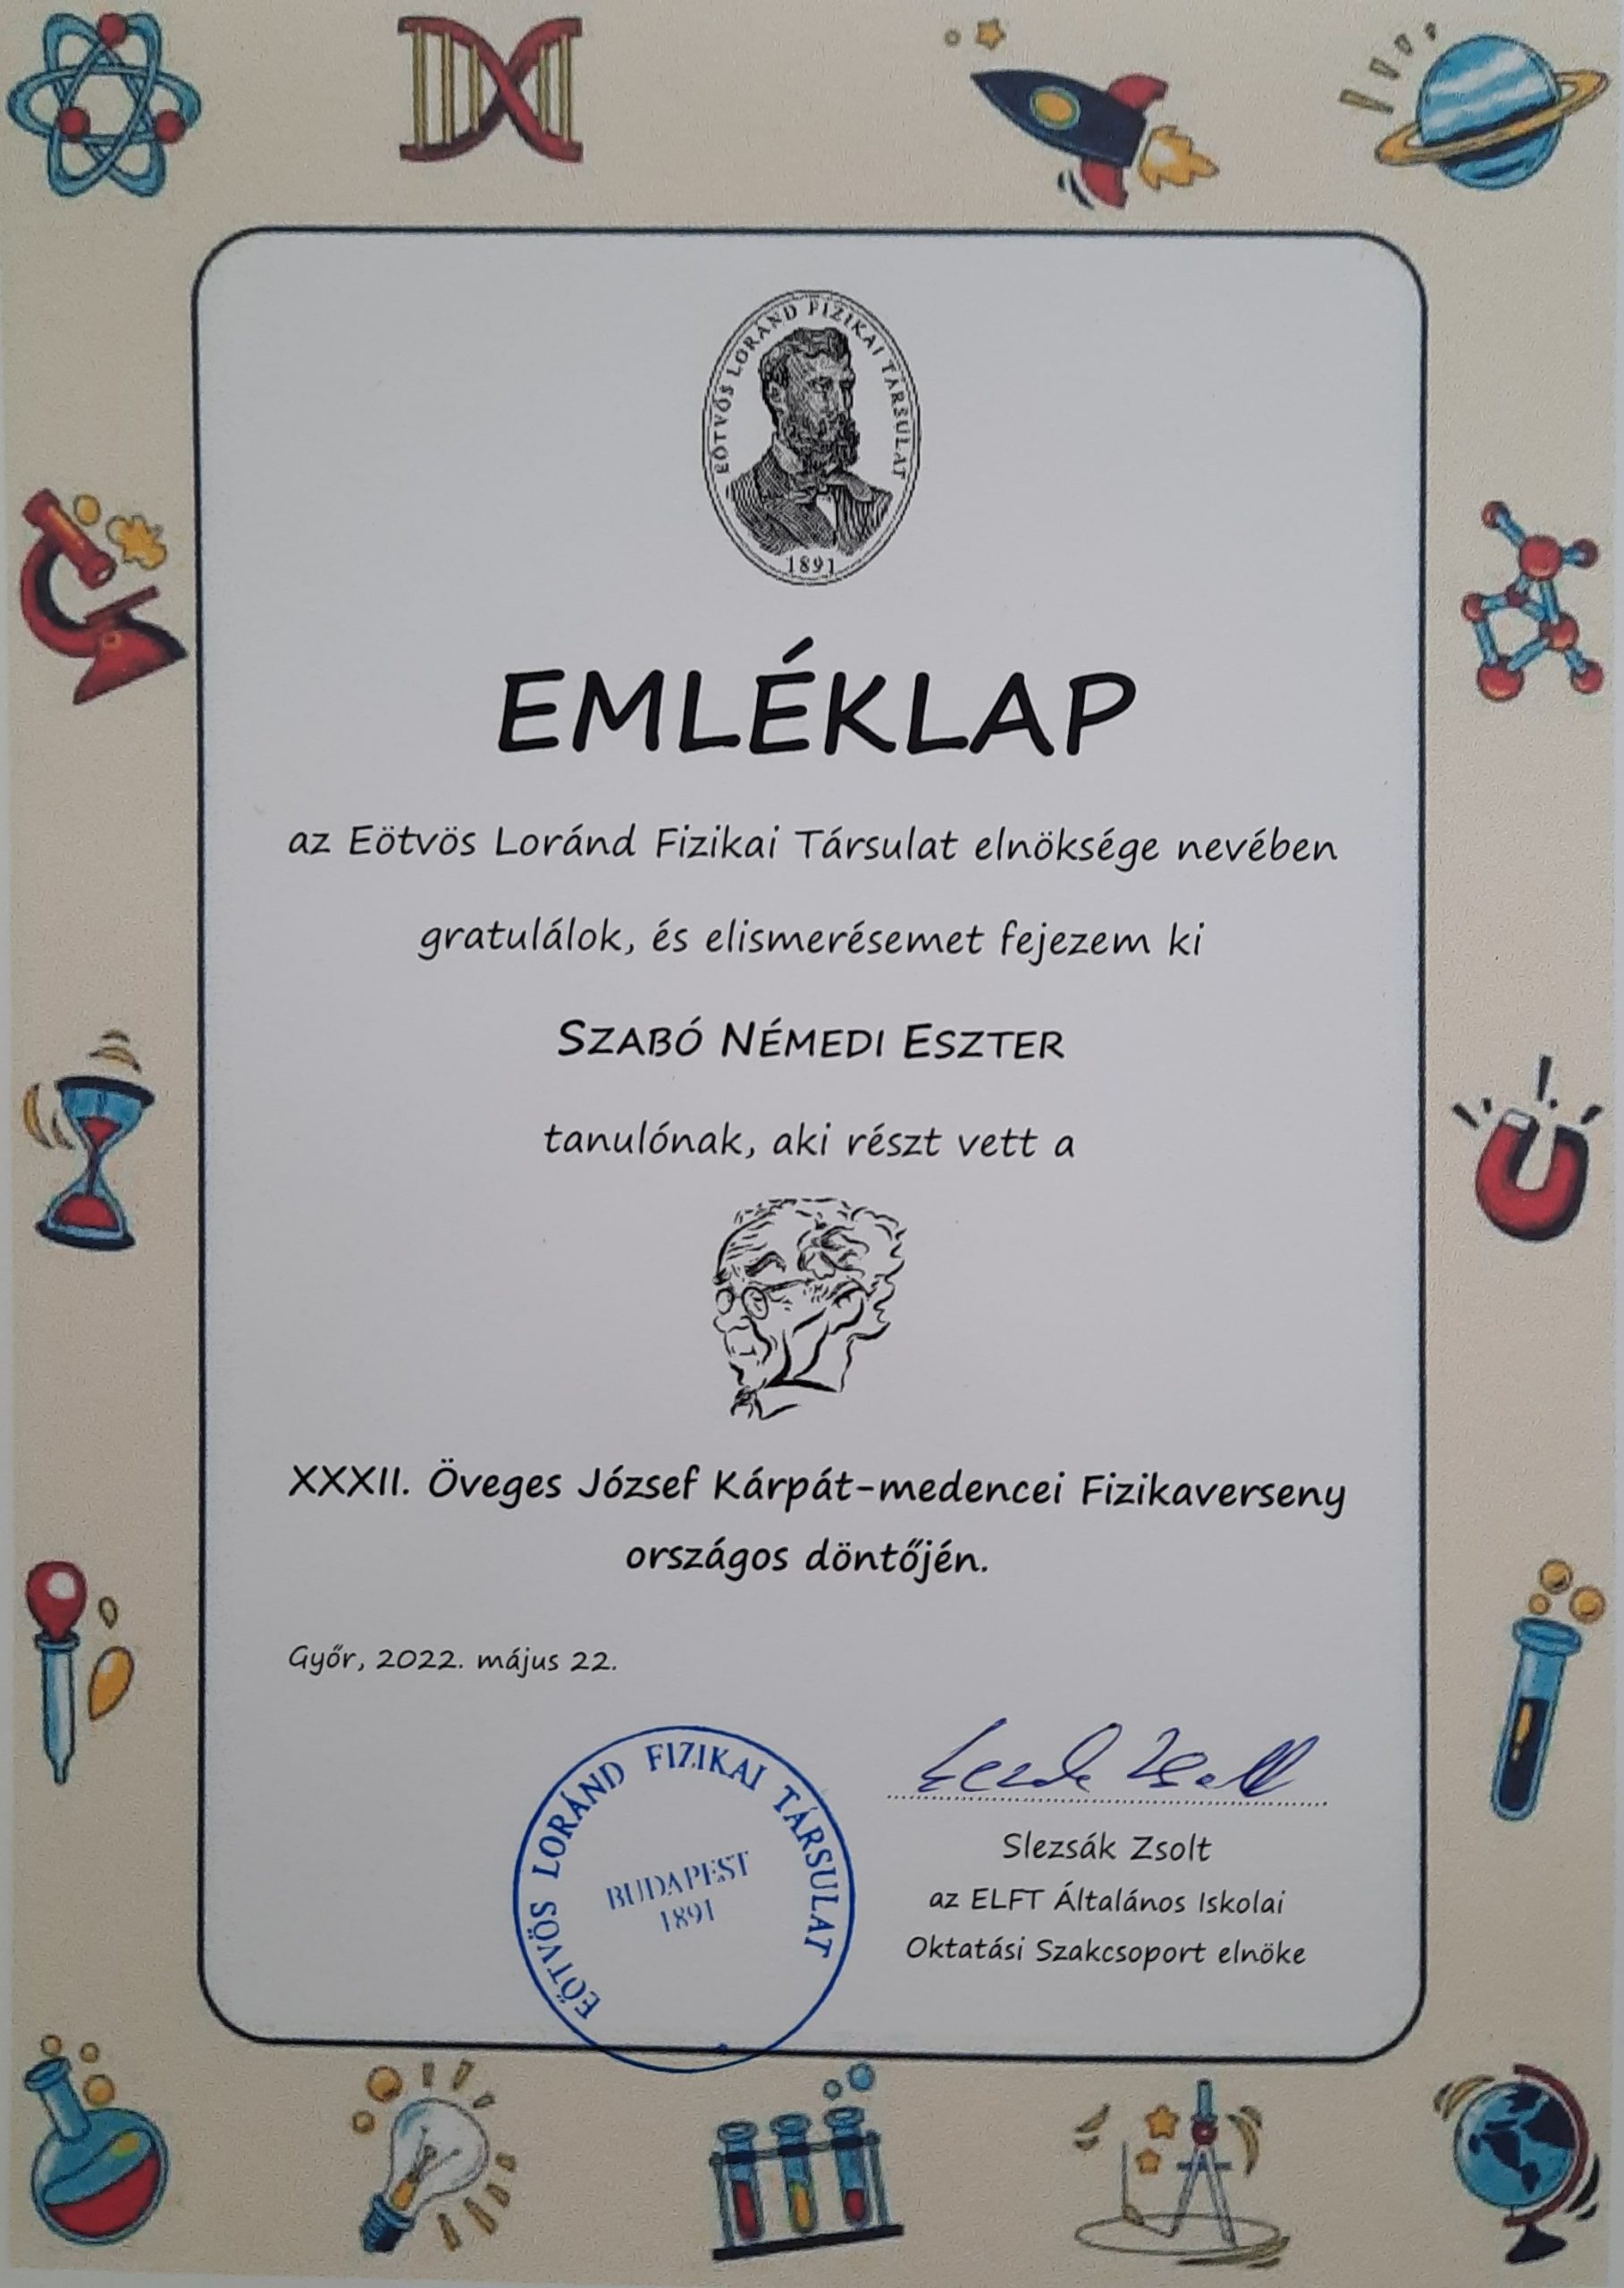 EÖTVÖS LORÁND FIZIKAI TÁRSULAT
1891
EMLÉKLAP
az Eötvös Loránd Fizikai Társulat elnöksége nevében
gratulálok, és elismerésemet fejezem ki
SZABÓ NÉMEDI ESZTER
tanulónak, aki részt vett a
XXXII. Öveges József Kárpát-medencei Fizikaverseny
országos döntőjén.
Győr, 2022. május 22.
EÖTVÖS LORÁND FIZIKAI TÁRSULAT
BUDAPEST
1891
Slezsák Zsolt
az ELFT Általános Iskolai
Oktatási Szakcsoport elnöke